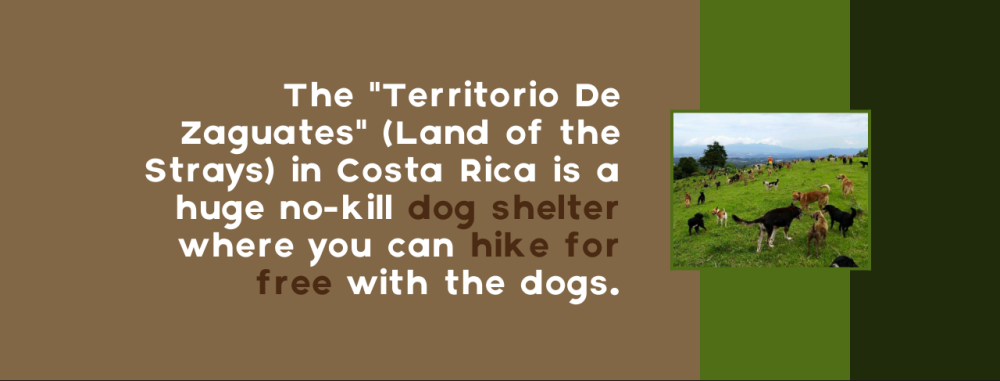 The "Territorio De
Zaguates" (Land of the
Strays) in Costa Rica is a
huge no-kill dog shelter
where you can hike for
free with the dogs.